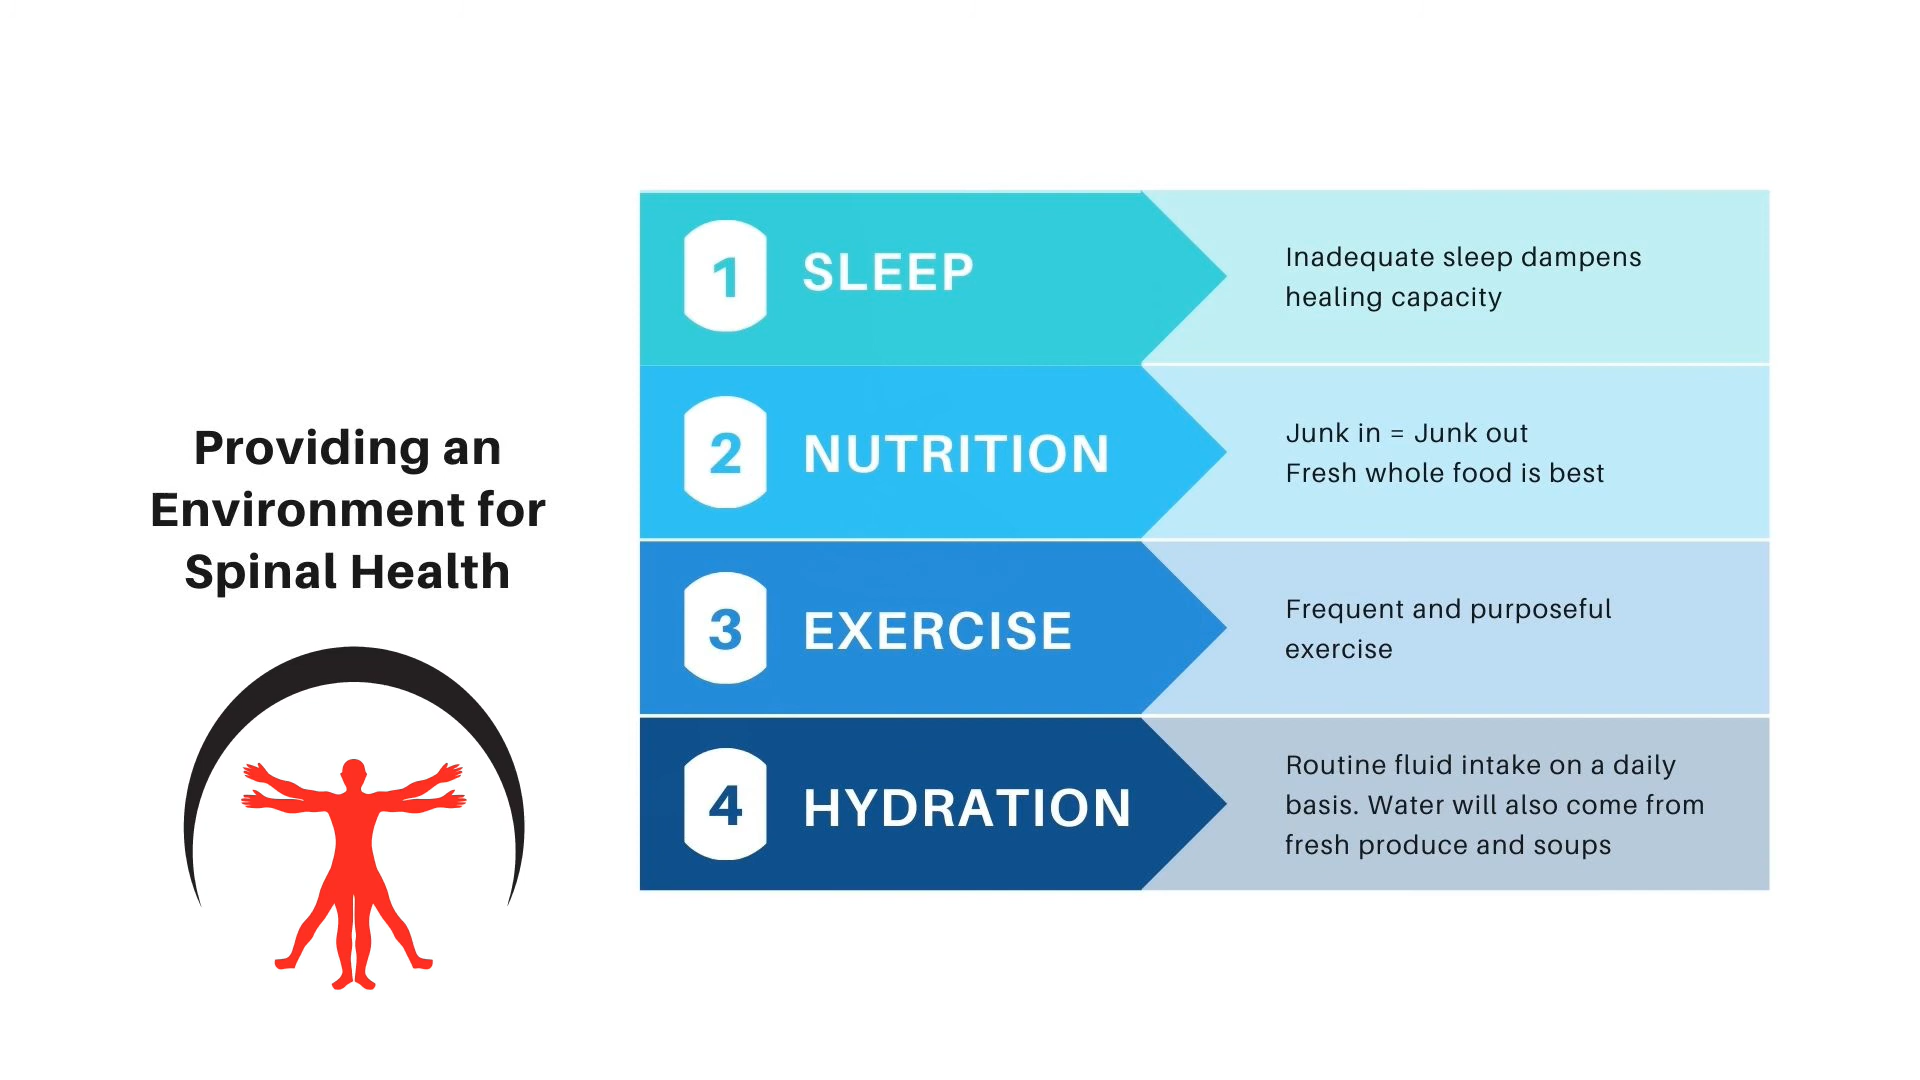 Providing an
Environment for
Spinal Health
1 SLEEP
Inadequate sleep dampens
healing capacity
2 NUTRITION
Junk in = Junk out
Fresh whole food is best
3 EXERCISE
Frequent and purposeful
exercise
4 HYDRATION
Routine fluid intake on a daily
basis. Water will also come from
fresh produce and soups